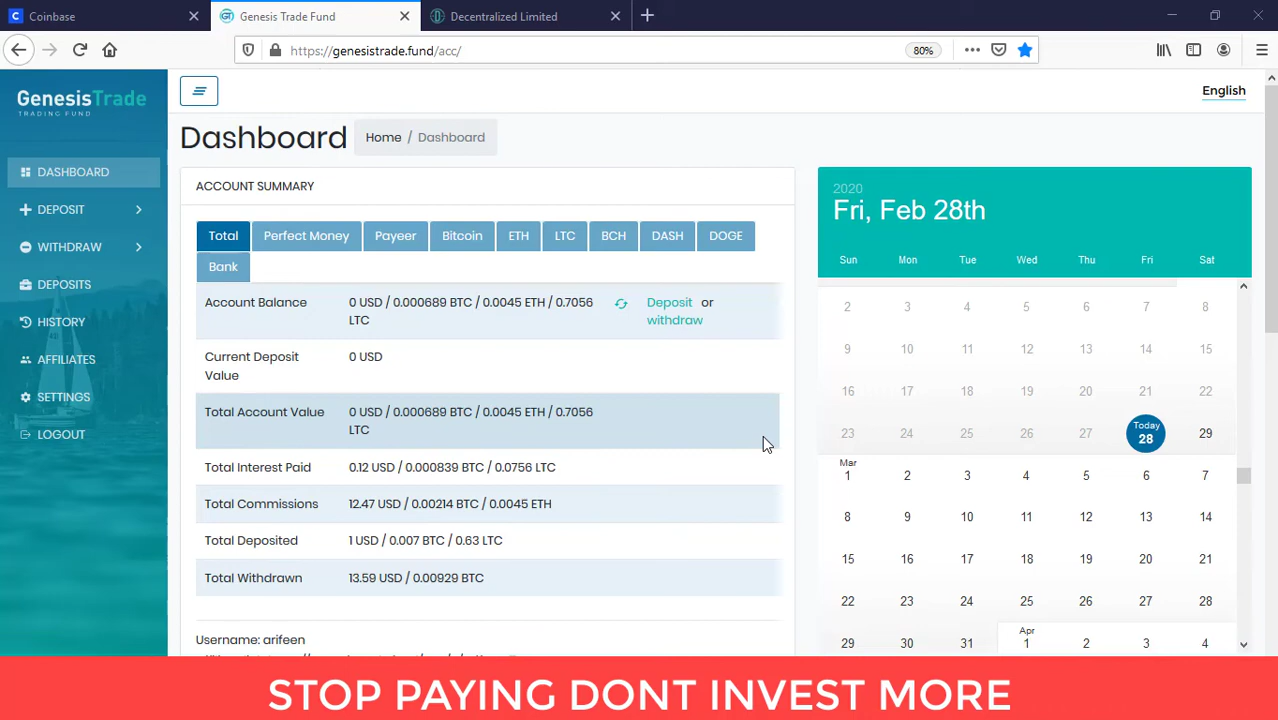 Coinbase
Genesis Trade Fund
Decentralized Limited
https://genesistrade.fund/acc/
80%
GenesisTrade
TRADING FUND
English
Dashboard
Home / Dashboard
DASHBOARD
DEPOSIT
WITHDRAW
DEPOSITS
HISTORY
AFFILIATES
SETTINGS
LOGOUT
ACCOUNT SUMMARY
Total Perfect Money Payeer Bitcoin ETH LTC BCH DASH DOGE
Bank
Account Balance 0 USD / 0.000689 BTC / 0.0045 ETH / 0.7056 Deposit or
LTC withdraw
Current Deposit 0 USD
Value
Total Account Value 0 USD / 0.000689 BTC / 0.0045 ETH / 0.7056
LTC
Total Interest Paid 0.12 USD / 0.000839 BTC / 0.0756 LTC
Total Commissions 12.47 USD / 0.00214 BTC / 0.0045 ETH
Total Deposited 1 USD / 0.007 BTC / 0.63 LTC
Total Withdrawn 13.59 USD / 0.00929 BTC
Username: arifeen
2020
Fri, Feb 28th
Sun Mon Tue Wed Thu Fri Sat
2 3 4 5 6 7 8
9 10 11 12 13 14 15
16 17 18 19 20 21 22
Today
23 24 25 26 27 28 29
Mar
1 2 3 4 5 6 7
8 9 10 11 12 13 14
15 16 17 18 19 20 21
22 23 24 25 26 27 28
Apr
29 30 31 1 2 3 4
STOP PAYING DONT INVEST MORE